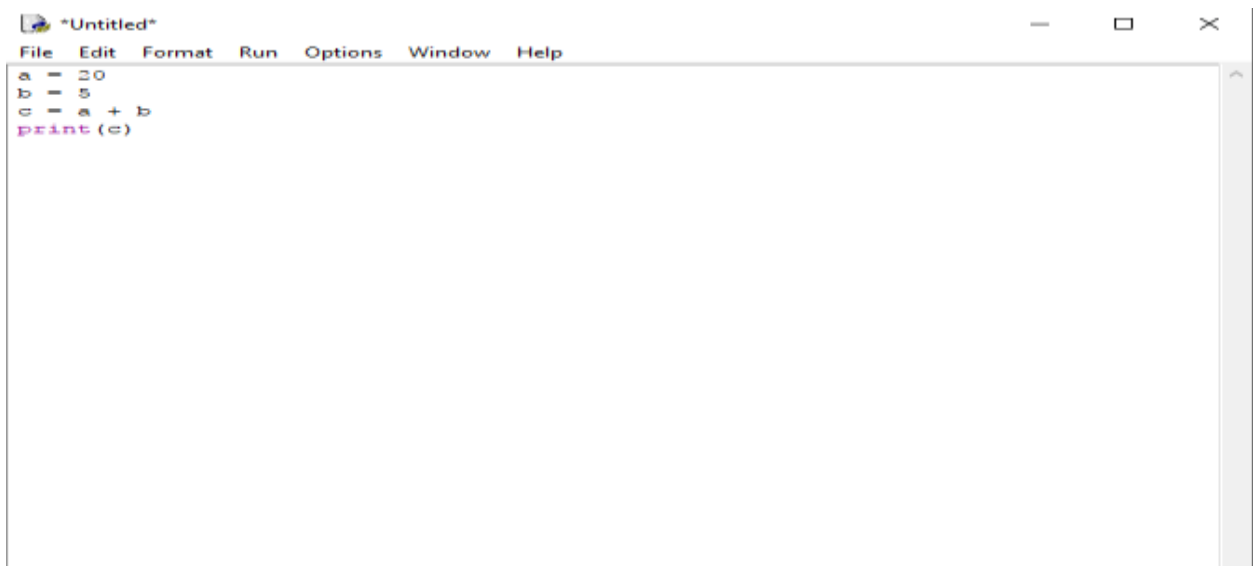 *Untitled*
File Edit Format Run Options Window Help
a = 20
b = 5
c = a + b
print(c)